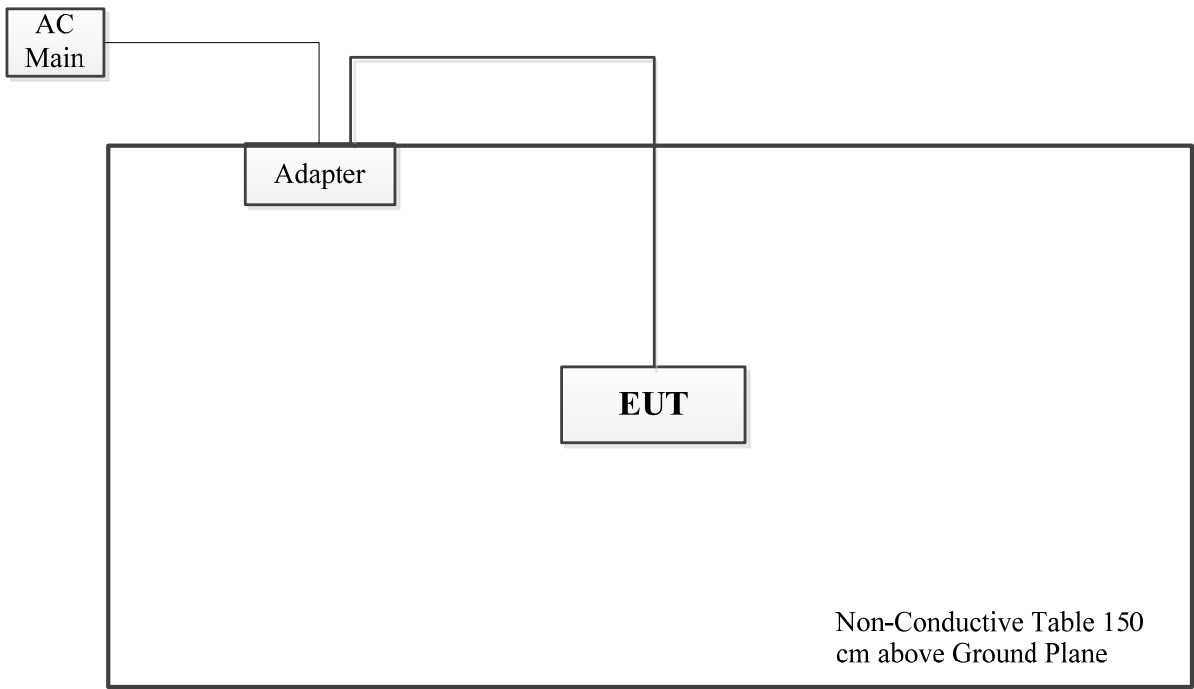 AC
Main
Adapter
EUT
Non-Conductive Table 150
cm above Ground Plane